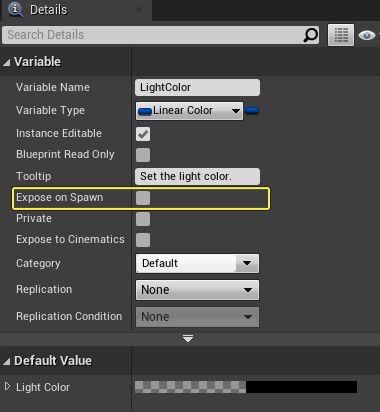 Details
Search Details
Variable
Variable Name LightColor
Variable Type Linear Color
Instance Editable
Blueprint Read Only
Tooltip Set the light color.
Expose on Spawn
Private
Expose to Cinematics
Category Default
Replication None
Replication Condition None
Default Value
Light Color